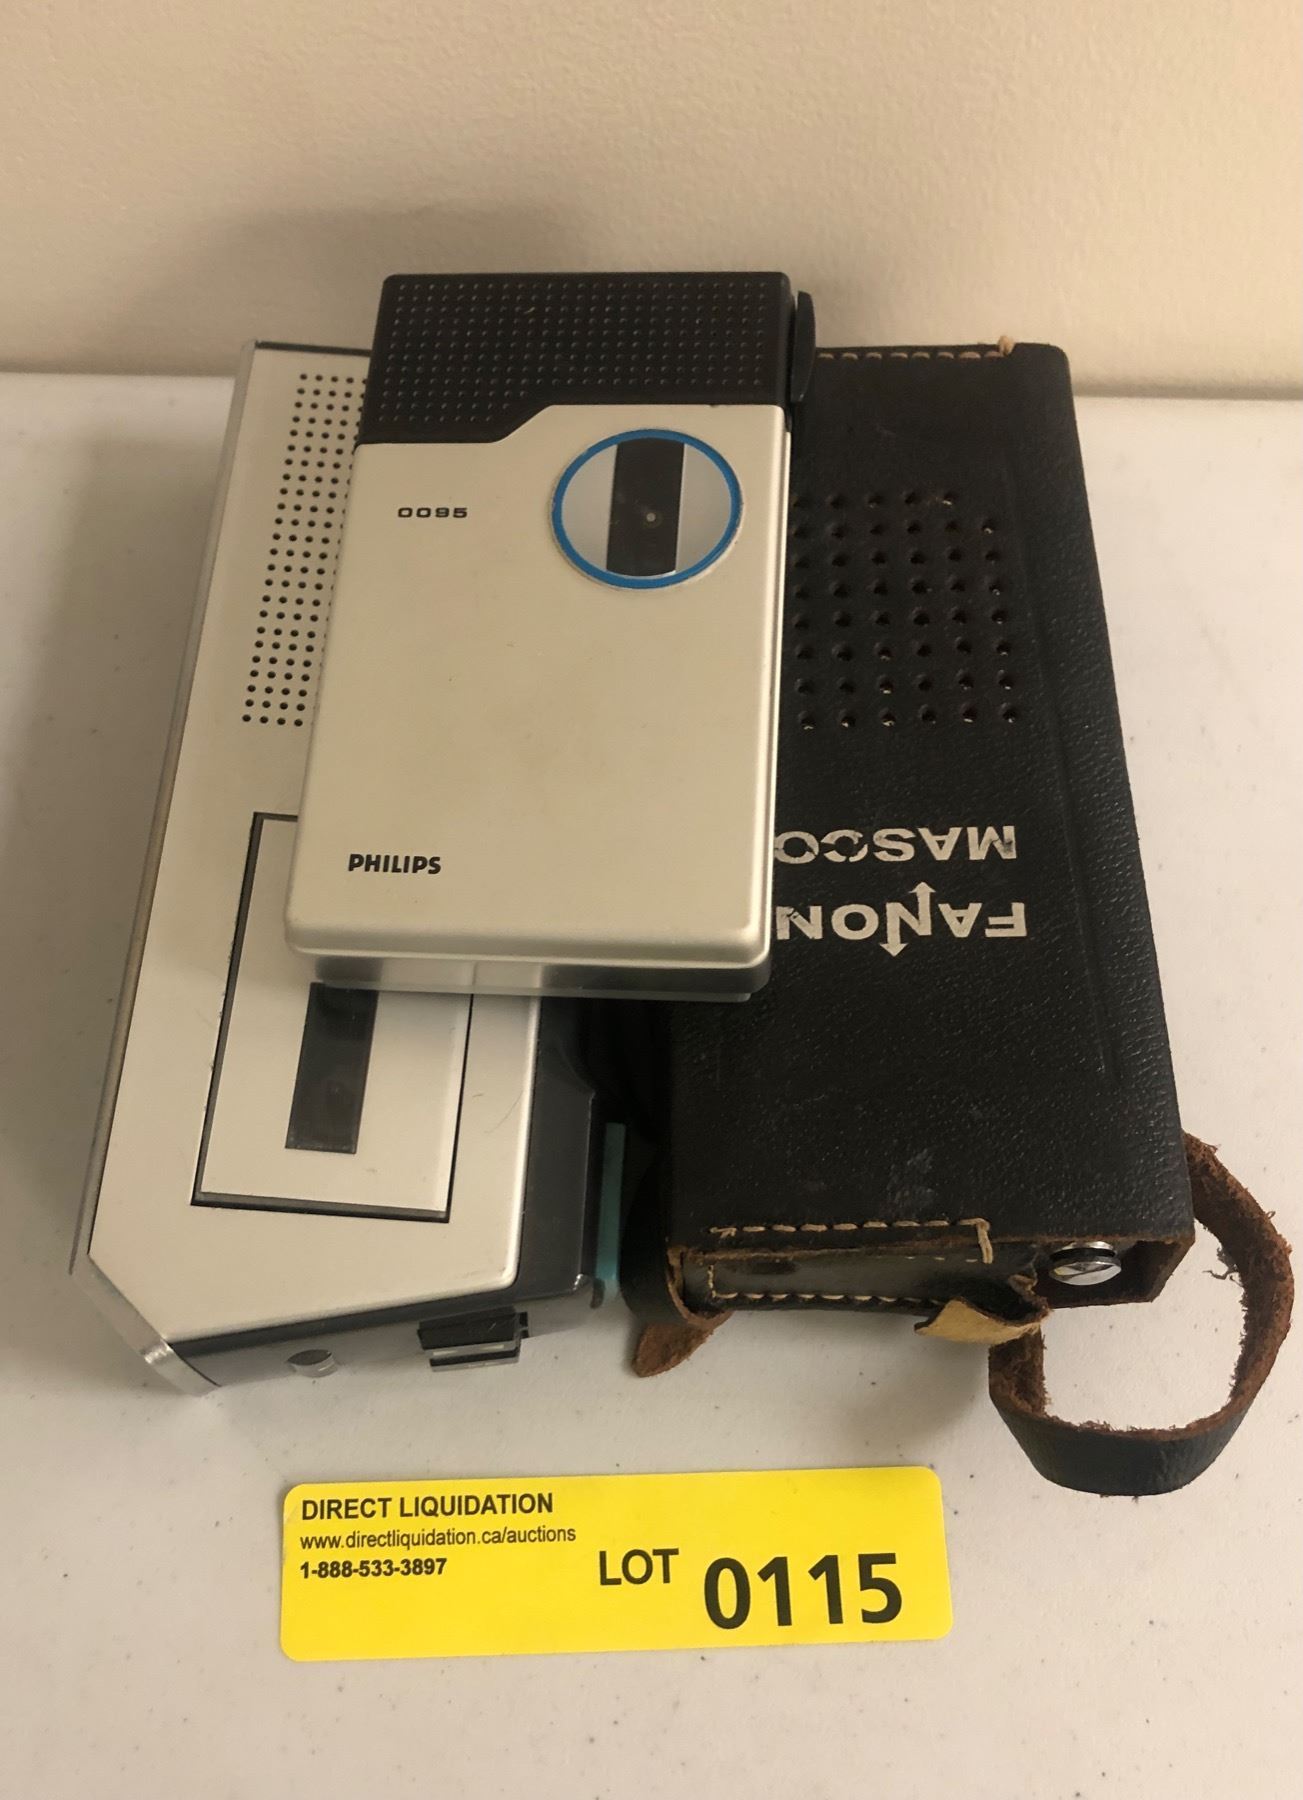 0095
PHILIPS
FANON
MASCO
DIRECT LIQUIDATION
www.directliquidation.ca/auctions
1-888-533-3897
LOT 0115